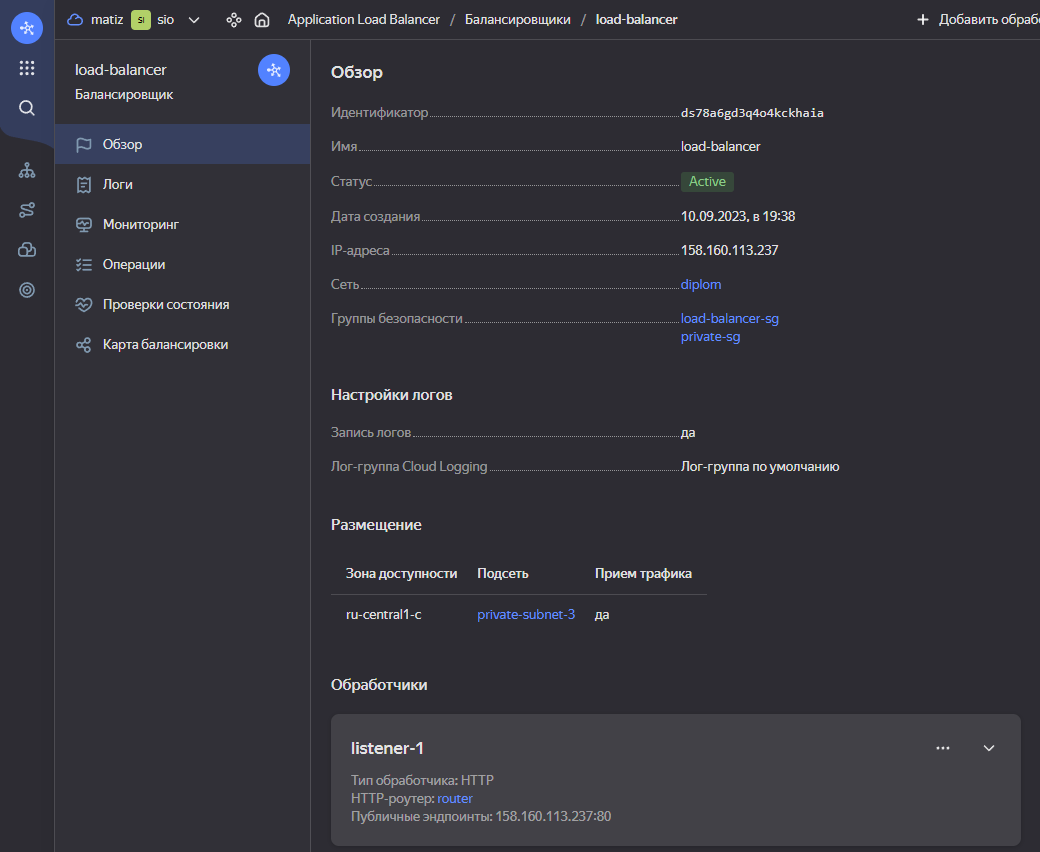 matiz SI sio Application Load Balancer / Балансировщики / load-balancer + Добавить обраб
load-balancer
Балансировщик
Обзор
Логи
Мониторинг
Операции
Проверки состояния
Карта балансировки
Обзор
Идентификатор ds78a6gd3q4o4kckhaia
Имя load-balancer
Статус Active
Дата создания 10.09.2023, в 19:38
IP-адреса 158.160.113.237
Сеть diplom
Группы безопасности load-balancer-sg
private-sg
Настройки логов
Запись логов да
Лог-группа Cloud Logging Лог-группа по умолчанию
Размещение
Зона доступности Подсеть Прием трафика
ru-central1-c private-subnet-3 да
Обработчики
listener-1
Тип обработчика: HTTP
HTTP-роутер: router
Публичные эндпоинты: 158.160.113.237:80